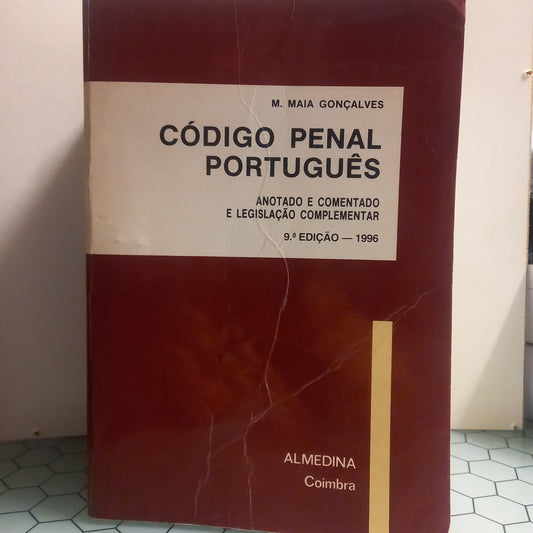 M. MAIA GONÇALVES
CÓDIGO PENAL
PORTUGUÊS
ANOTADO E COMENTADO
E LEGISLAÇÃO COMPLEMENTAR
9.ª EDIÇÃO — 1996
ALMEDINA
Coimbra